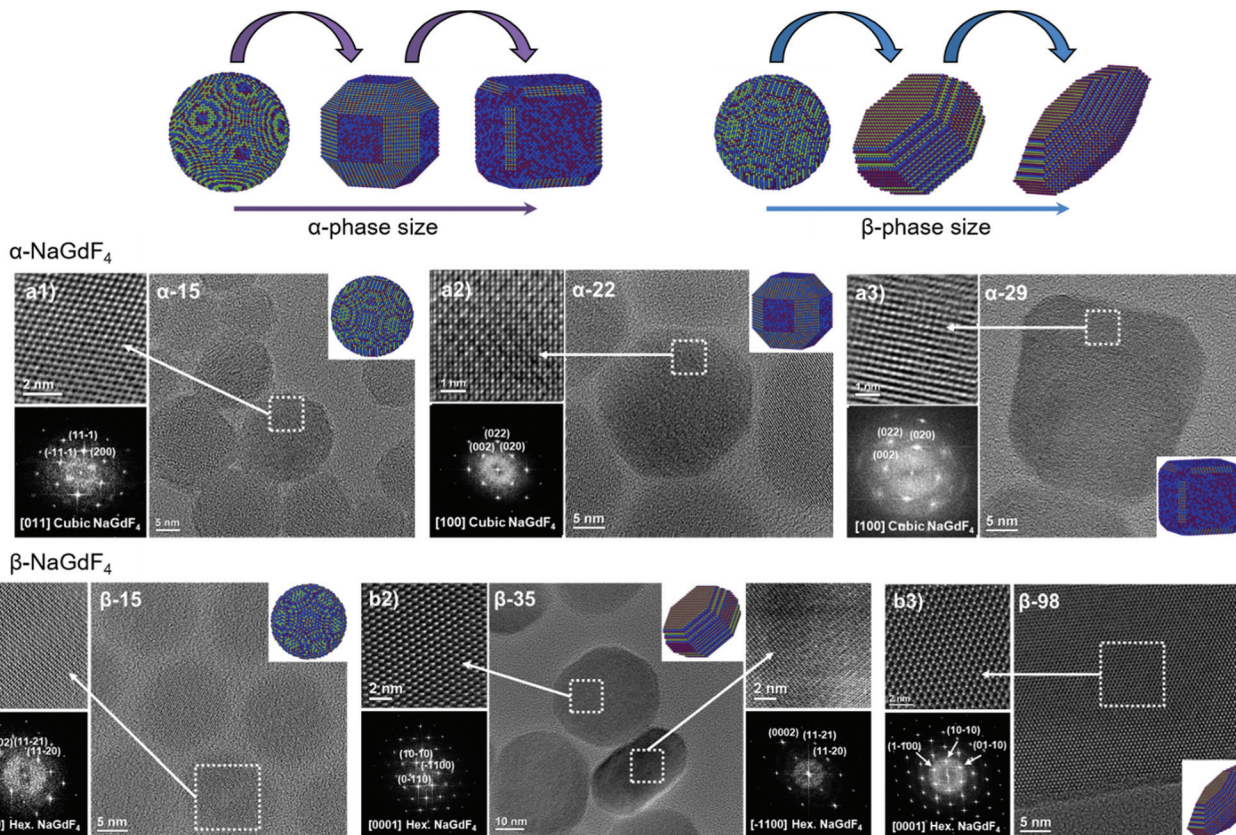 α-phase size
β-phase size
α-NaGdF₄
a1)
α-15
2 nm
(11-1)
(-11-1)
(200)
[011] Cubic NaGdF₄
5 nm
a2)
α-22
1 nm
(022)
(002)
(020)
[100] Cubic NaGdF₄
5 nm
a3)
α-29
1 nm
(022)
(020)
(002)
[100] Cubic NaGdF₄
5 nm
β-NaGdF₄
β-15
(11-21)
(11-20)
Hex. NaGdF₄
5 nm
b2)
β-35
2 nm
(10-10)
(-1100)
(0-110)
[0001] Hex. NaGdF₄
10 nm
2 nm
(0002)
(11-21)
(11-20)
[-1100] Hex. NaGdF₄
b3)
β-98
2 nm
(10-10)
(1-100)
(01-10)
[0001] Hex. NaGdF₄
5 nm